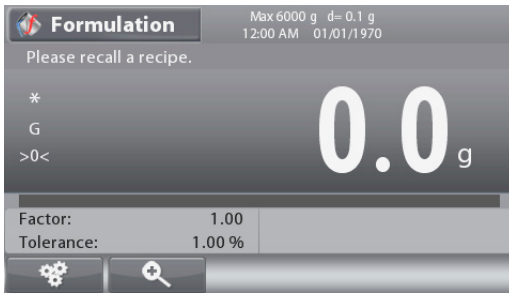 Formulation
Max 6000 g d= 0.1 g
12:00 AM 01/01/1970
Please recall a recipe.
*
G
>0<
0.0 g
Factor: 1.00
Tolerance: 1.00 %